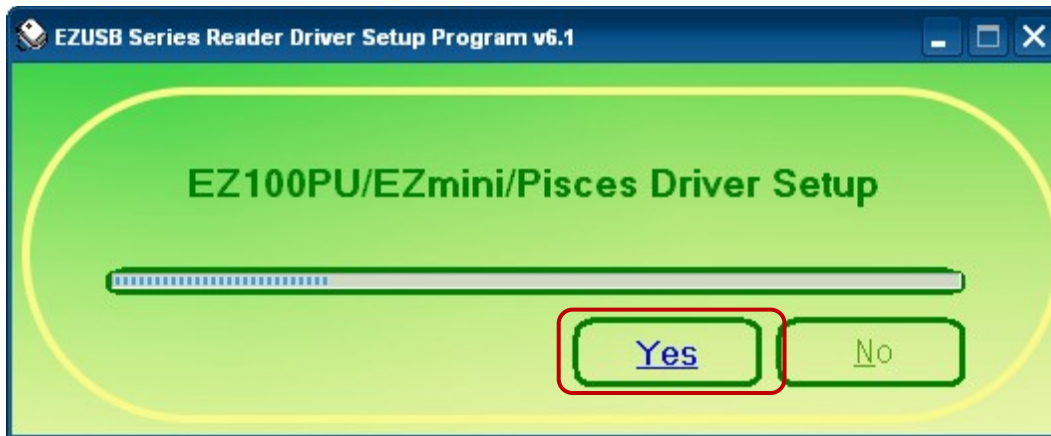 EZUSB Series Reader Driver Setup Program v6.1
EZ100PU/EZmini/Pisces Driver Setup
Yes No